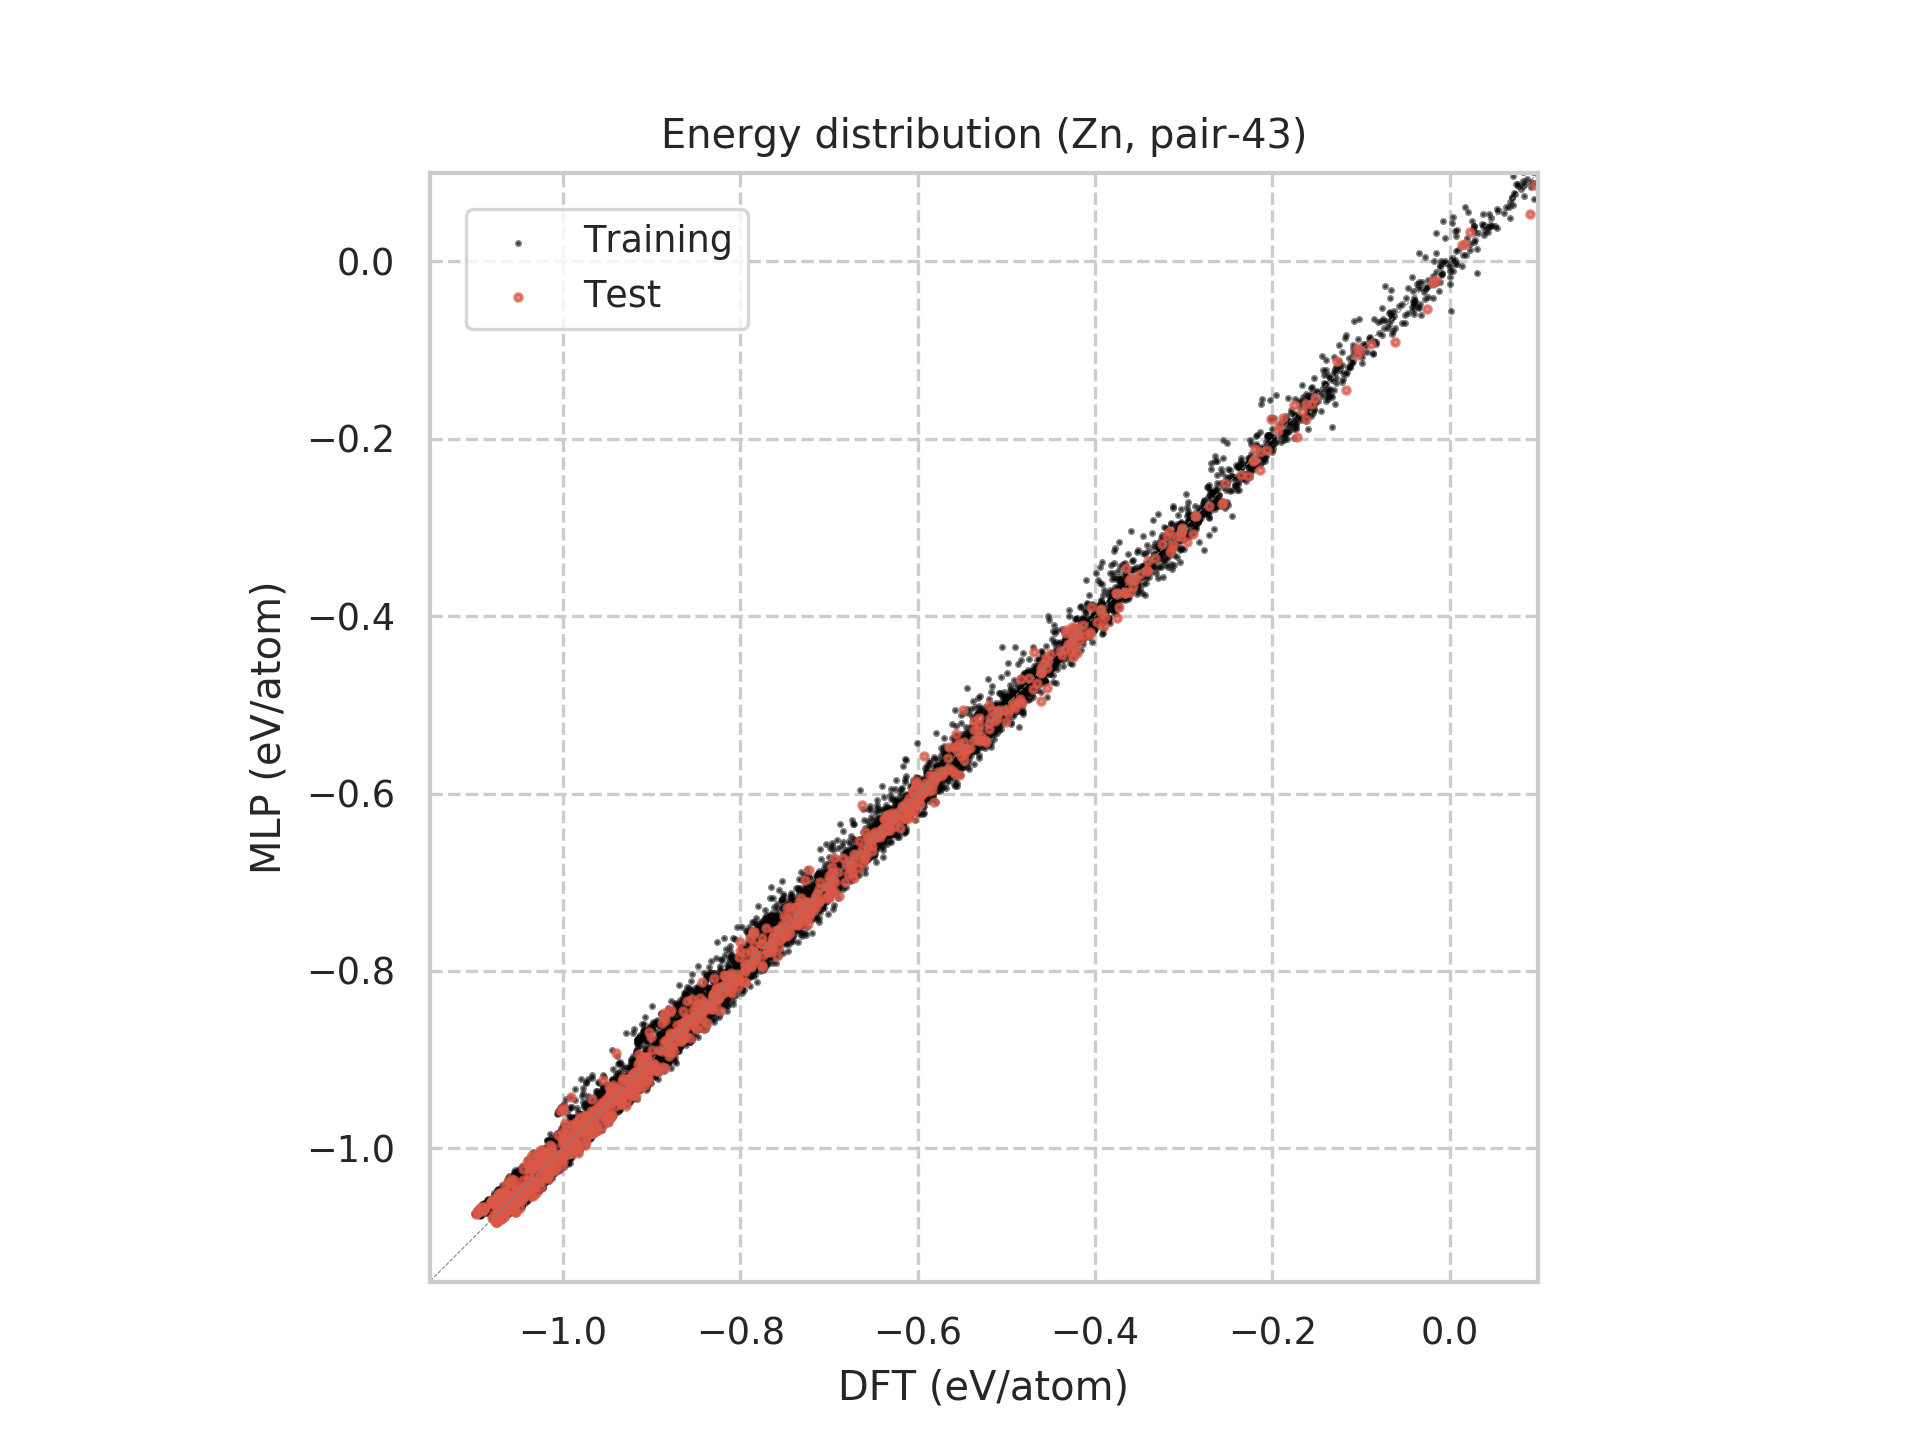 Energy distribution (Zn, pair-43)
Training
Test
0.0
−0.2
−0.4
−0.6
−0.8
−1.0
MLP (eV/atom)
−1.0 −0.8 −0.6 −0.4 −0.2 0.0
DFT (eV/atom)